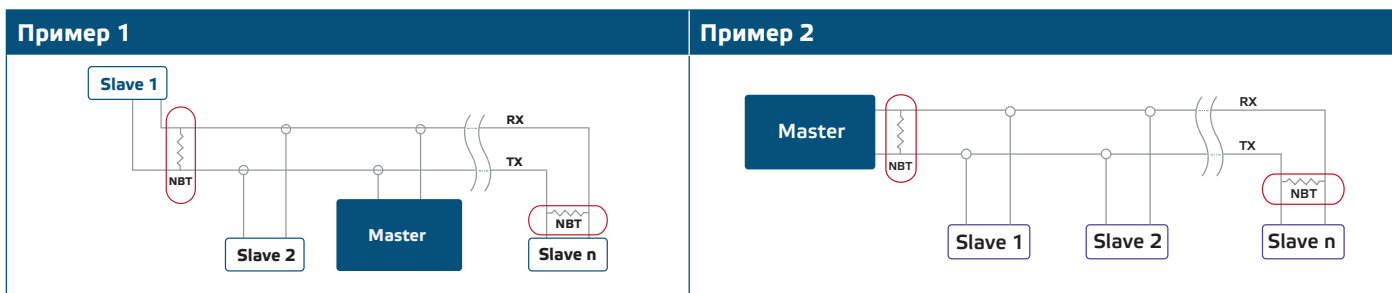 Пример 1
Slave 1
RX
TX
NBT
NBT
Master
Slave 2
Slave n
Пример 2
Master
RX
TX
NBT
NBT
Slave 1
Slave 2
Slave n